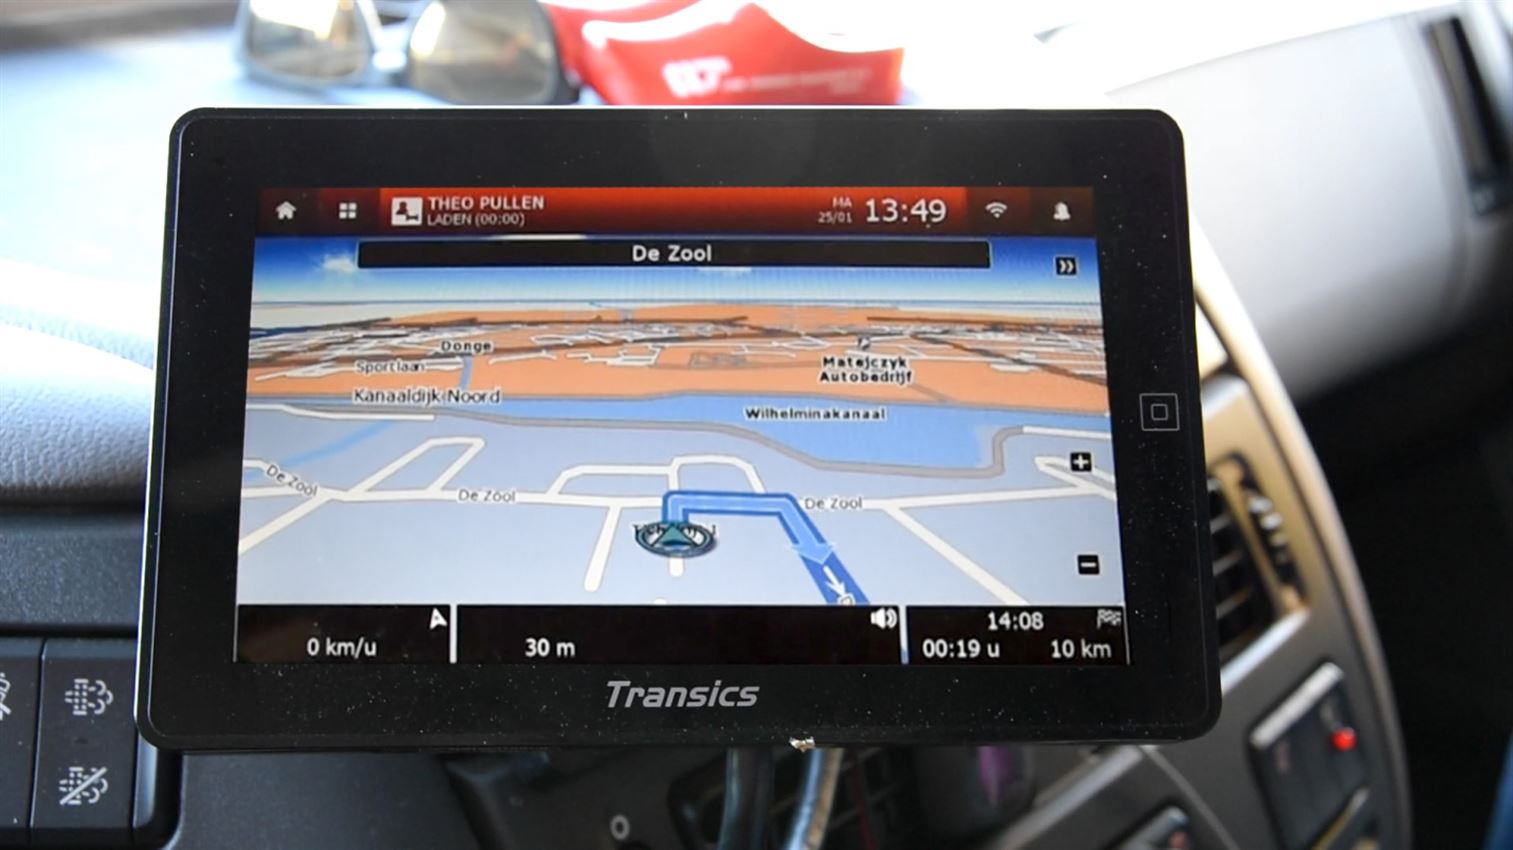 THEO PULLEN
LADEN (00:00)
MA
25/01
13:49
De Zool
Donge
Sportlaan
Kanaaldijk Noord
Matejczyk
Autobedrijf
Wilhelminakanaal
De Zool
De Zool
De Zool
0 km/u
30 m
14:08
00:19 u
10 km
Transics